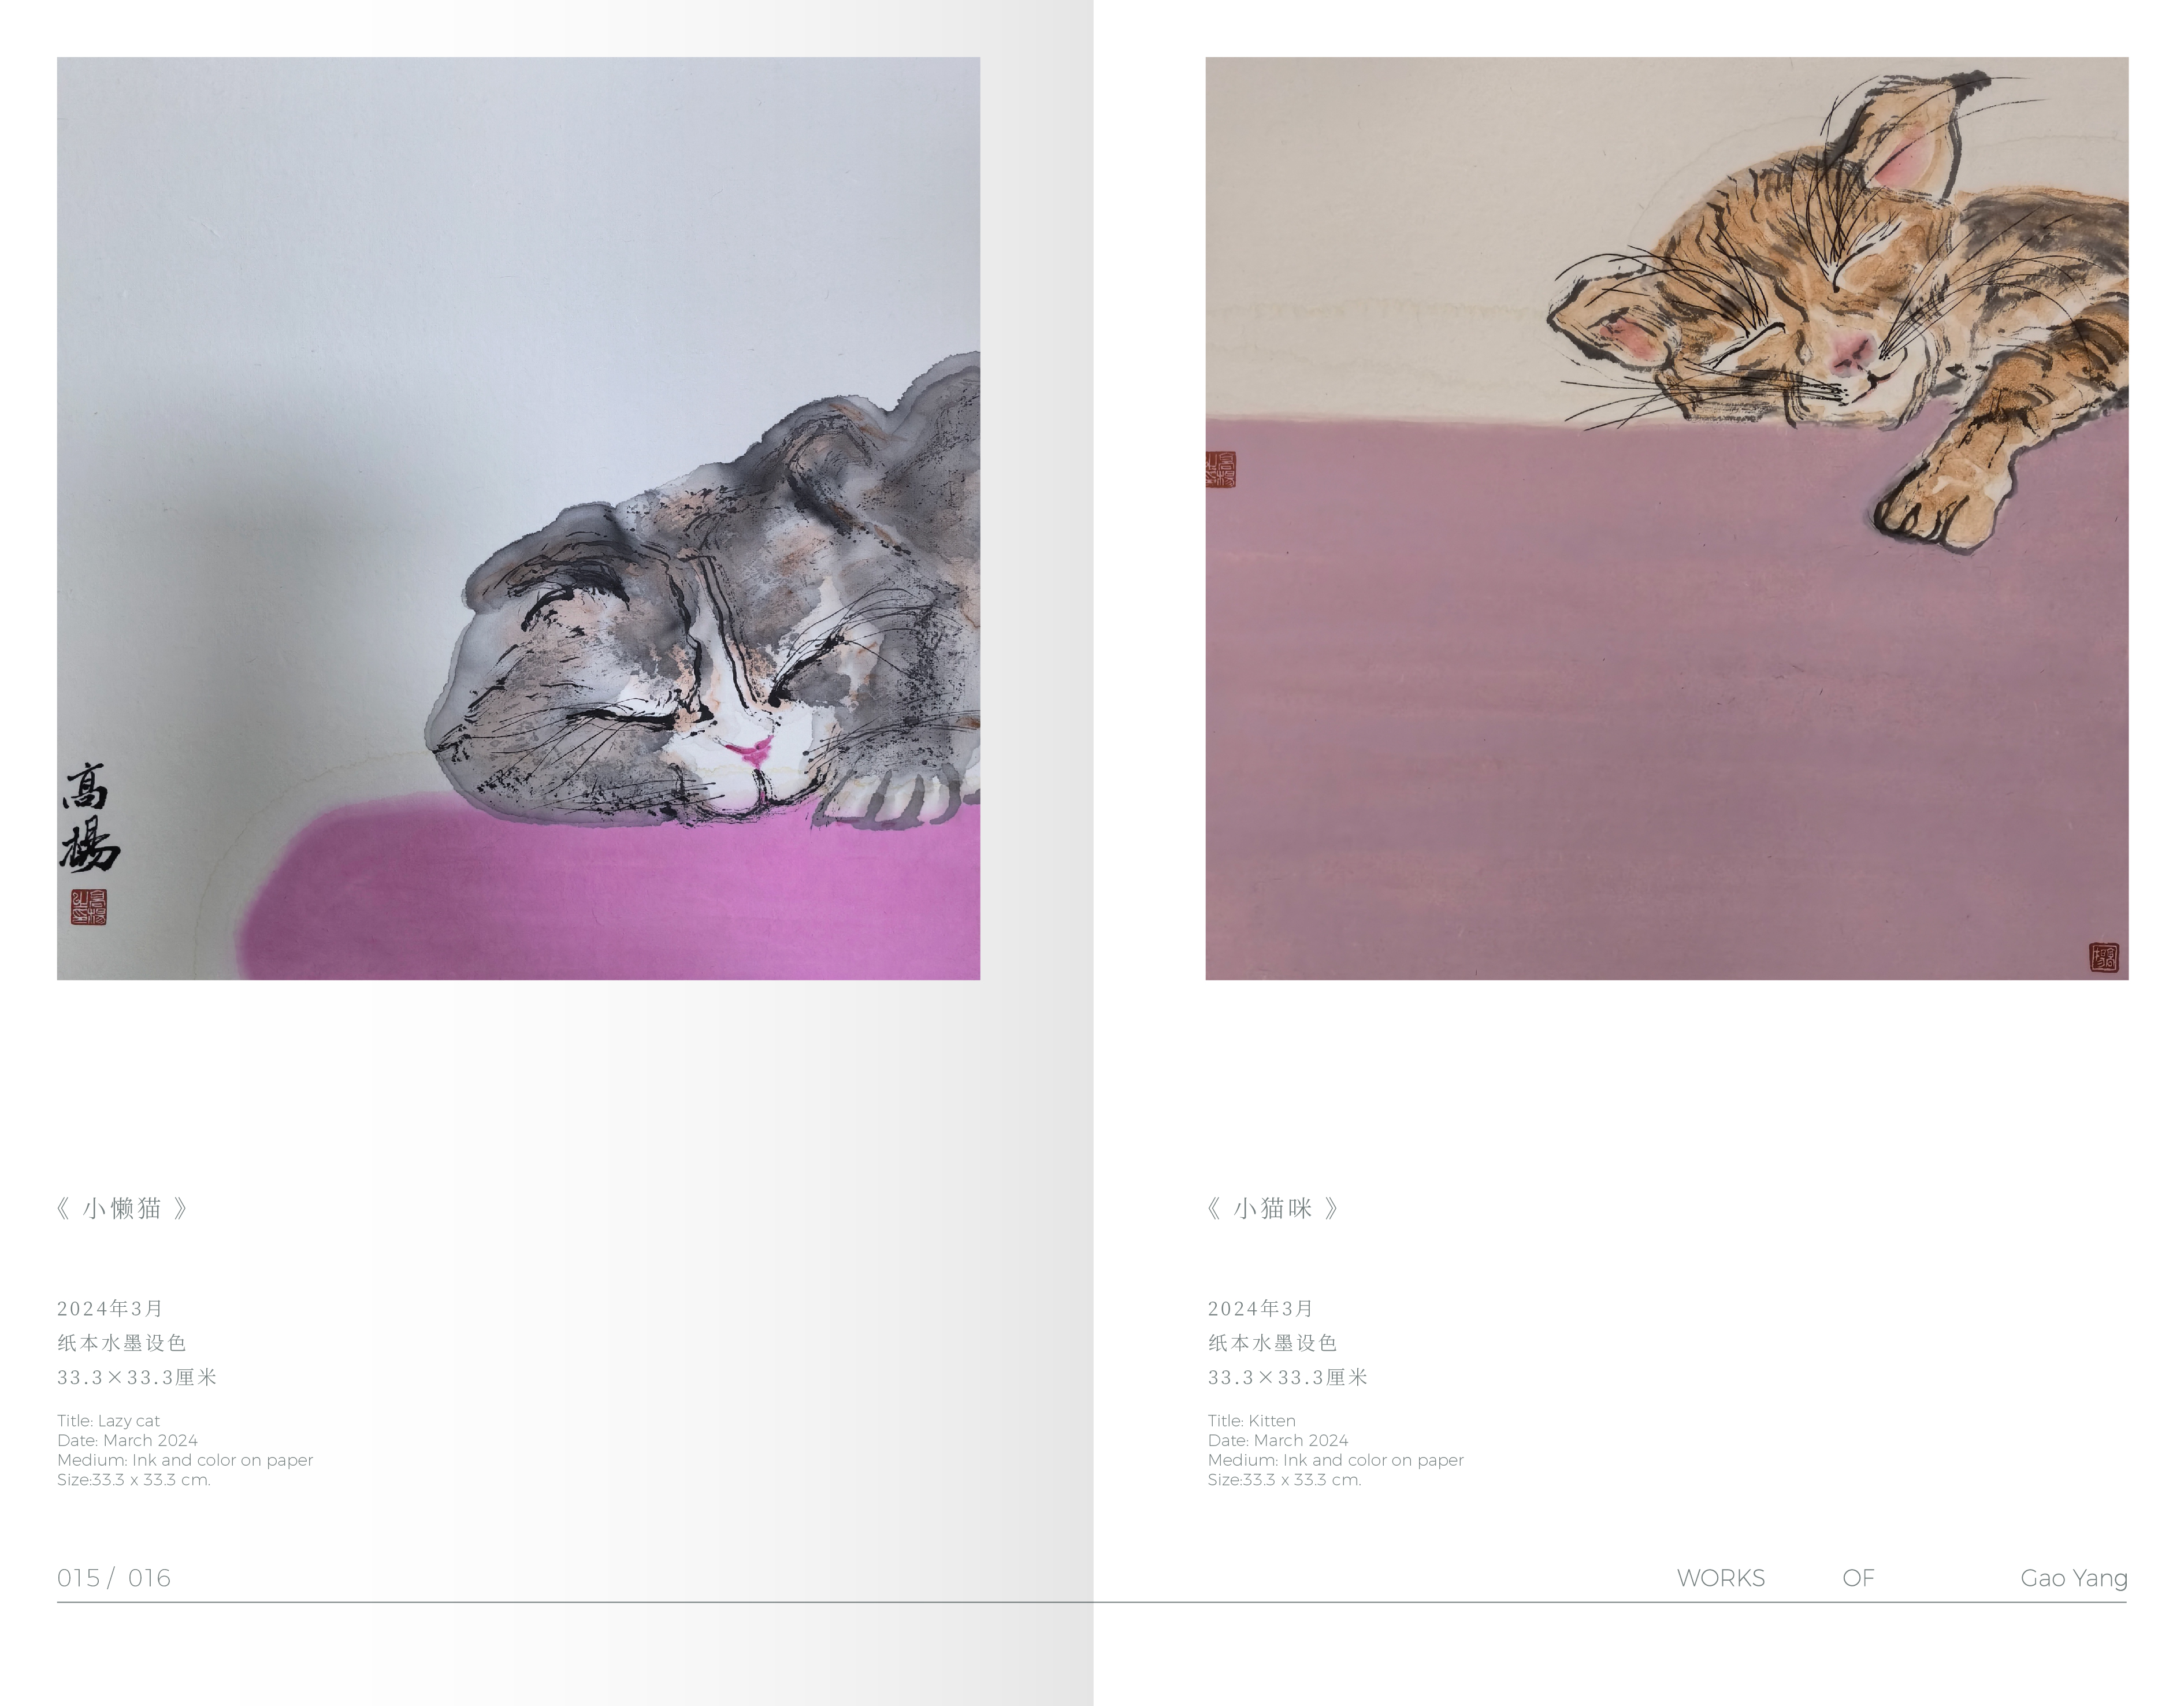 高
楊
《 小懒猫 》
2024年3月
纸本水墨设色
33.3×33.3厘米
Title: Lazy cat
Date: March 2024
Medium: Ink and color on paper
Size:33.3 x 33.3 cm.
《 小猫咪 》
2024年3月
纸本水墨设色
33.3×33.3厘米
Title: Kitten
Date: March 2024
Medium: Ink and color on paper
Size:33.3 x 33.3 cm.
015 / 016
WORKS OF Gao Yang